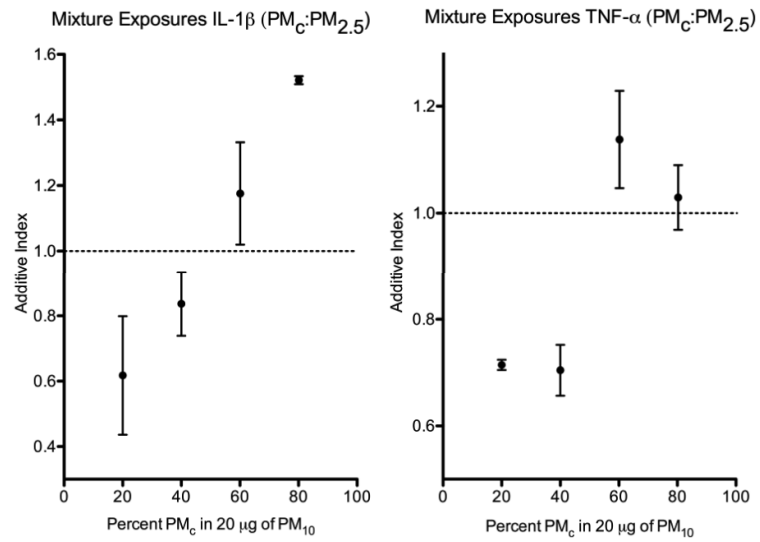 Mixture Exposures IL-1β (PMc:PM2.5)
1.6
1.4
1.2
1.0
0.8
0.6
0.4
Additive Index
0 20 40 60 80 100
Percent PMc in 20 μg of PM10
Mixture Exposures TNF-α (PMc:PM2.5)
1.2
1.0
0.8
0.6
Additive Index
0 20 40 60 80 100
Percent PMc in 20 μg of PM10